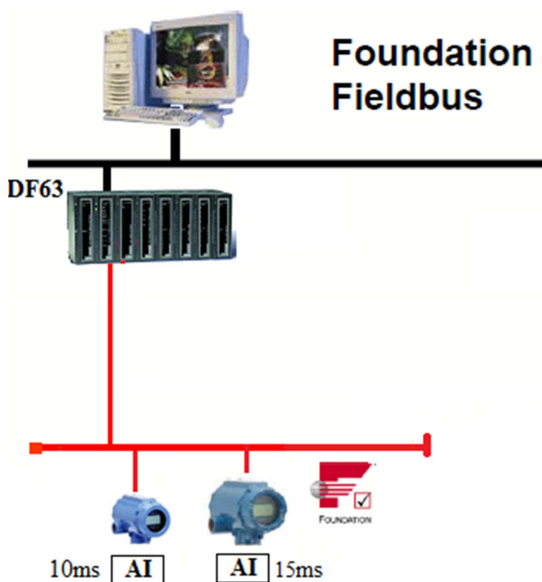 Foundation
Fieldbus
DF63
FOUNDATION
10ms AI
AI 15ms